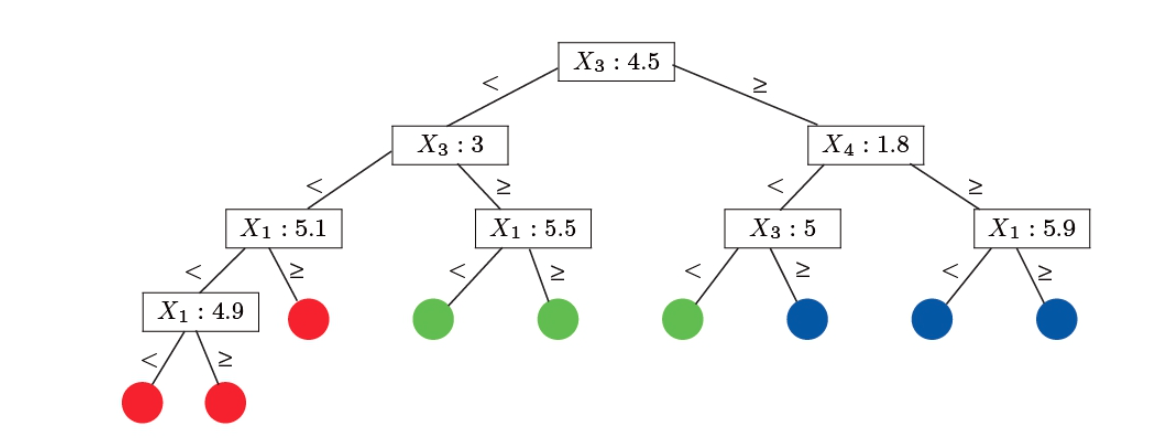 X₃ : 4.5
< ≥
X₃ : 3 X₄ : 1.8
< ≥ < ≥
X₁ : 5.1 X₁ : 5.5 X₃ : 5 X₁ : 5.9
< ≥ < ≥ < ≥ < ≥
X₁ : 4.9
< ≥